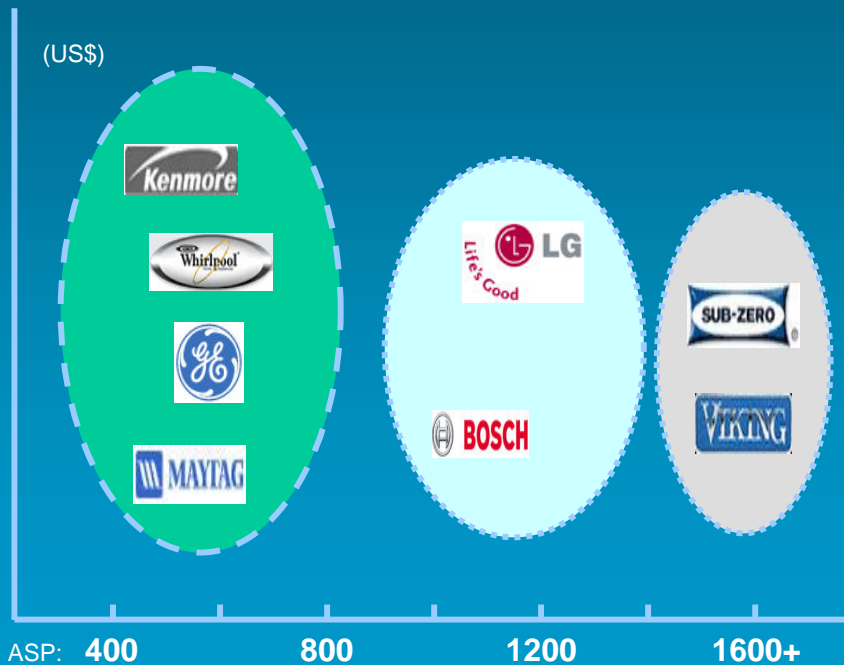 (US$)
Kenmore
Whirlpool
GE
MAYTAG
LG
Life's Good
BOSCH
SUB-ZERO
®
VIKING
ASP: 400 800 1200 1600+